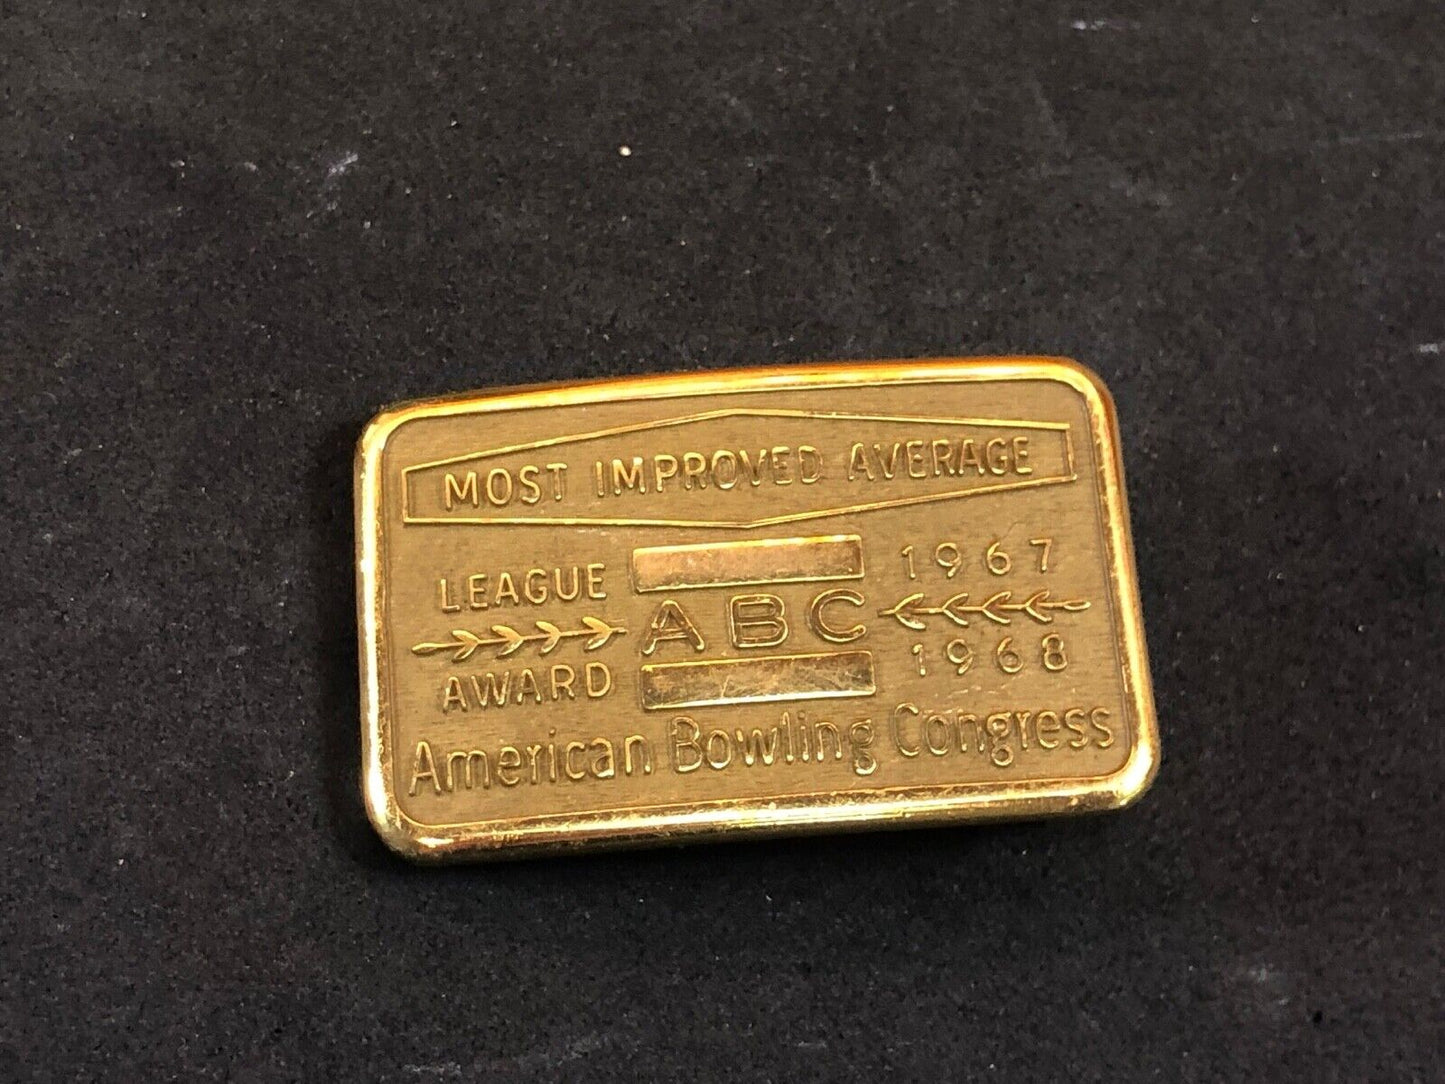 MOST IMPROVED AVERAGE
LEAGUE
AWARD
ABC
1967
1968
American Bowling Congress